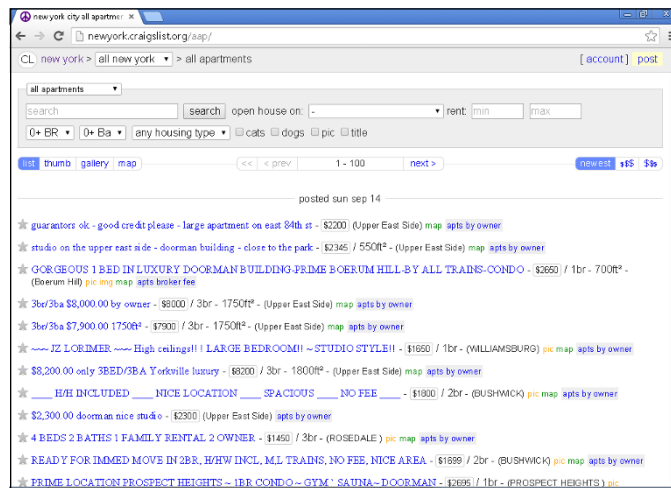 new york city all apartmer ×
newyork.craigslist.org/aap/
CL new york > all new york > all apartments [ account ] post
all apartments
search search open house on: - rent: min max
0+ BR 0+ Ba any housing type cats dogs pic title
list thumb gallery map << < prev 1 - 100 next > newest $$$ $$$
posted sun sep 14
guarantors ok - good credit please - large apartment on east 84th st - $2200 (Upper East Side) map apts by owner
studio on the upper east side - doorman building - close to the park - $2345 / 550ft² - (Upper East Side) map apts by owner
GORGEOUS 1 BED IN LUXURY DOORMAN BUILDING-PRIME BOERUM HILL-BY ALL TRAINS-CONDO - $2650 / 1br - 700ft² -
(Boerum Hill) pic img map apts broker fee
3br/3ba $8,000.00 by owner - $8000 / 3br - 1750ft² - (Upper East Side) map apts by owner
3br/3ba $7,900.00 1750ft² - $7900 / 3br - 1750ft² - (Upper East Side) map apts by owner
~~~ JZ LORIMER ~~~ High ceilings!! ! LARGE BEDROOM!! ~ STUDIO STYLE!! - $1650 / 1br - (WILLIAMSBURG) pic map apts by owner
$8,200.00 only 3BED/3BA Yorkville luxury - $8200 / 3br - 1800ft² - (Upper East Side) map apts by owner
____ H/H INCLUDED ____ NICE LOCATION ____ SPACIOUS ____ NO FEE ____ - $1800 / 2br - (BUSHWICK) pic map apts by owner
$2,300.00 doorman nice studio - $2300 (Upper East Side) apts by owner
4 BEDS 2 BATHS 1 FAMILY RENTAL 2 OWNER - $1450 / 3br - (ROSEDALE ) pic map apts by owner
READY FOR IMMED MOVE IN 2BR, H/HW INCL, M,L TRAINS, NO FEE, NICE AREA - $1699 / 2br - (BUSHWICK) pic map apts by owner
PRIME LOCATION PROSPECT HEIGHTS ~ 1BR CONDO ~ GYM ` SAUNA~ DOORMAN - $2695 / 1br - (PROSPECT HEIGHTS ) pic